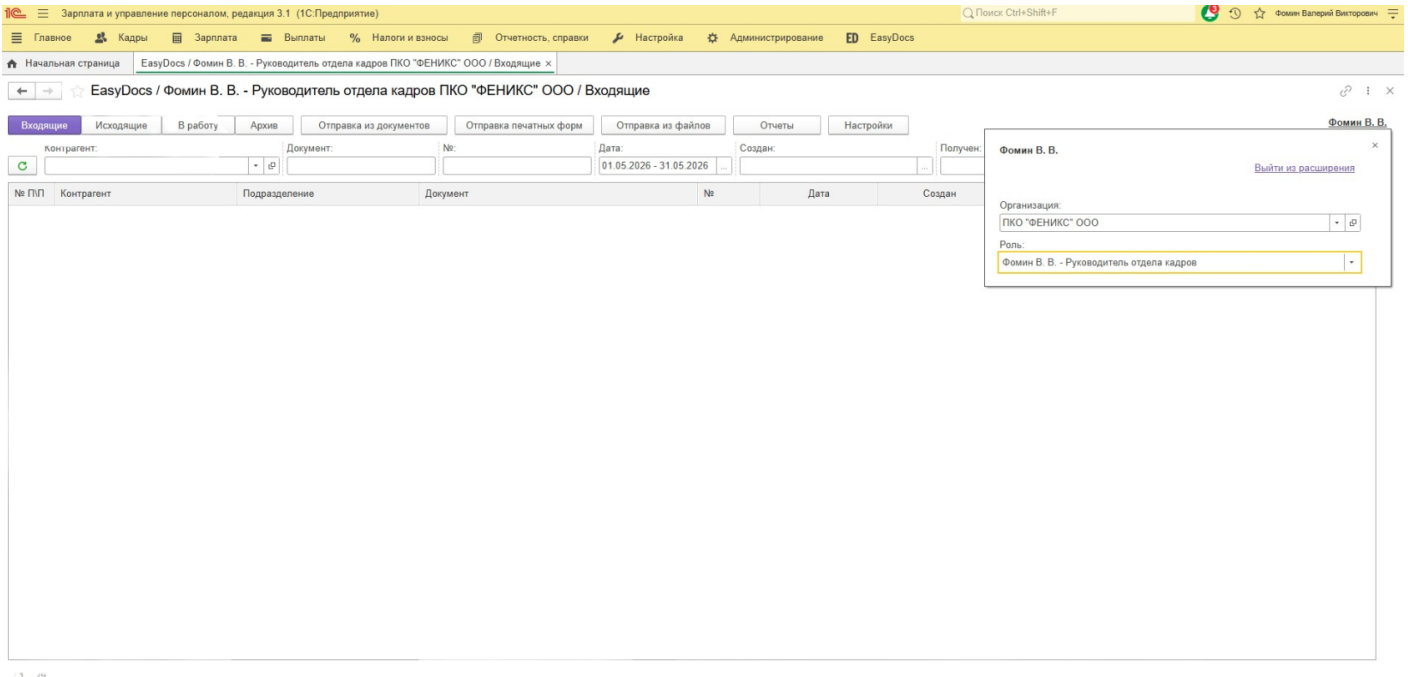 1С Зарплата и управление персоналом, редакция 3.1 (1С:Предприятие) Поиск Ctrl+Shift+F 3 Фомин Валерий Викторович
Главное Кадры Зарплата Выплаты % Налоги и взносы Отчетность, справки Настройка Администрирование ED EasyDocs
Начальная страница EasyDocs / Фомин В. В. - Руководитель отдела кадров ПКО "ФЕНИКС" ООО / Входящие ×
EasyDocs / Фомин В. В. - Руководитель отдела кадров ПКО "ФЕНИКС" ООО / Входящие
Входящие Исходящие В работу Архив Отправка из документов Отправка печатных форм Отправка из файлов Отчеты Настройки Фомин В. В.
Контрагент: Документ: №: Дата: Создан: Получен:
01.05.2026 - 31.05.2026 ... ... 
№ П\П Контрагент Подразделение Документ № Дата Создан
Фомин В. В. ×
Выйти из расширения
Организация:
ПКО "ФЕНИКС" ООО
Роль:
Фомин В. В. - Руководитель отдела кадров